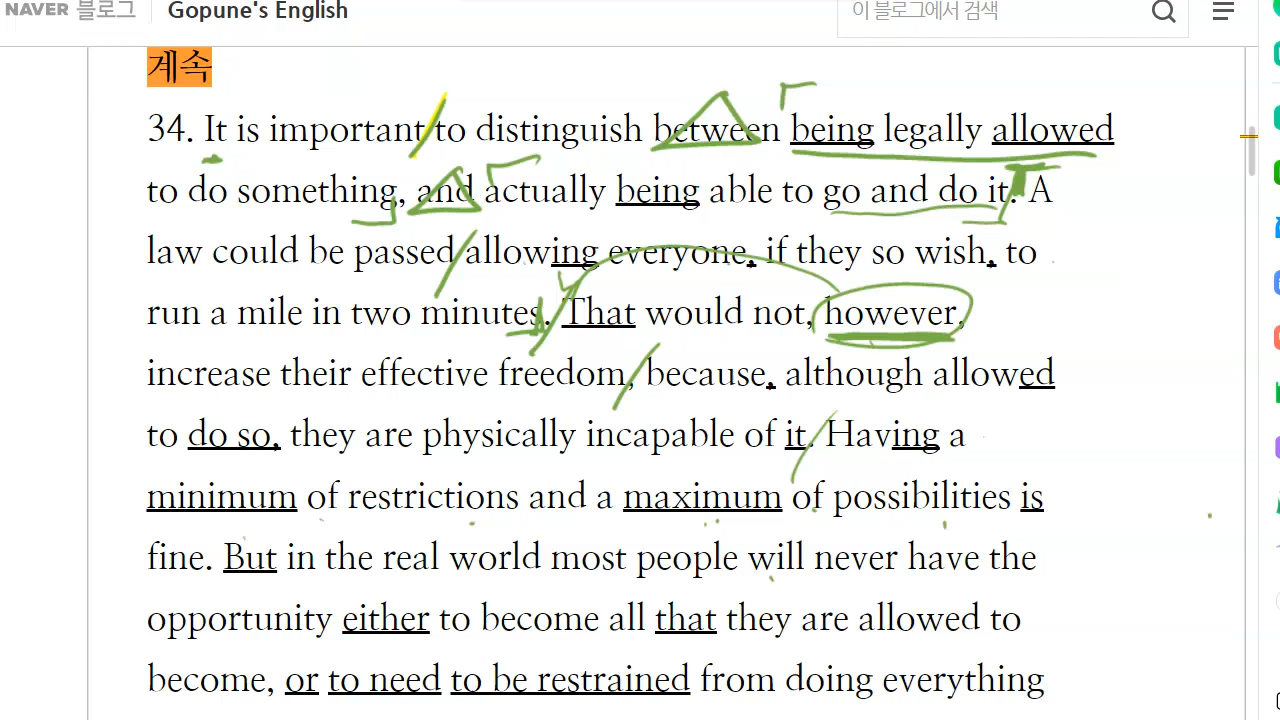 NAVER 블로그 Gopune's English 이 블로그에서 검색
계속
34. It is important to distinguish between being legally allowed
to do something, and actually being able to go and do it. A
law could be passed allowing everyone, if they so wish, to
run a mile in two minutes. That would not, however,
increase their effective freedom, because, although allowed
to do so, they are physically incapable of it. Having a
minimum of restrictions and a maximum of possibilities is
fine. But in the real world most people will never have the
opportunity either to become all that they are allowed to
become, or to need to be restrained from doing everything